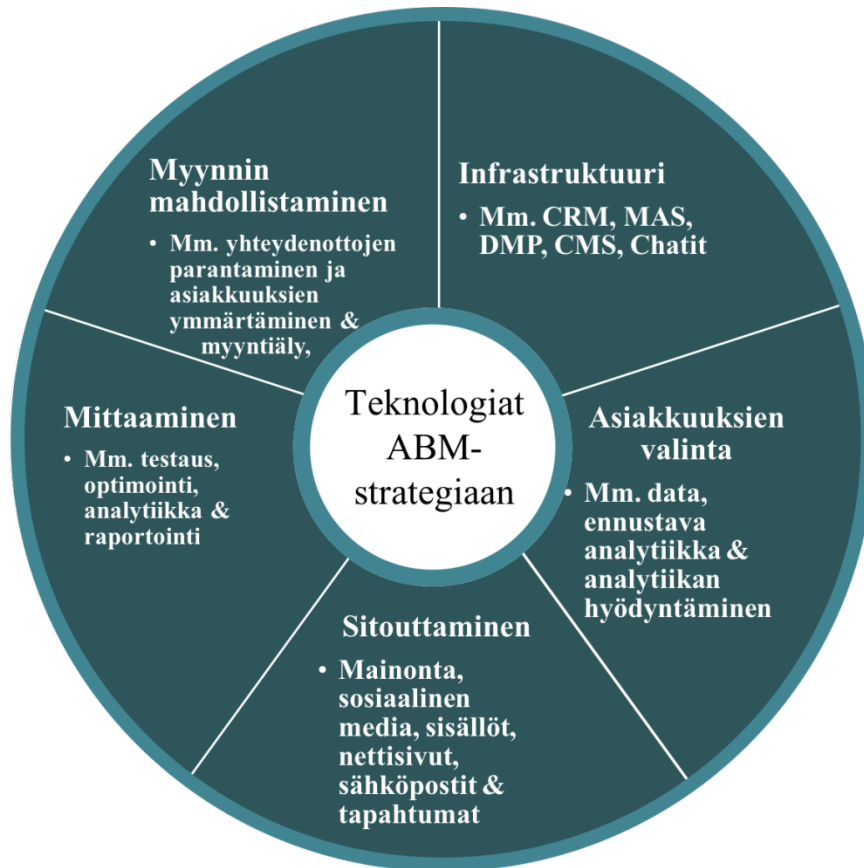 Teknologiat
ABM-
strategiaan
Infrastruktuuri
• Mm. CRM, MAS,
DMP, CMS, Chatit
Asiakkuuksien
valinta
• Mm. data,
ennustava
analytiikka &
analytiikan
hyödyntäminen
Sitouttaminen
• Mainonta,
sosiaalinen
media, sisällöt,
nettisivut,
sähköpostit &
tapahtumat
Mittaaminen
• Mm. testaus,
optimointi,
analytiikka &
raportointi
Myynnin
mahdollistaminen
• Mm. yhteydenottojen
parantaminen ja
asiakkuuksien
ymmärtäminen &
myyntiäly,